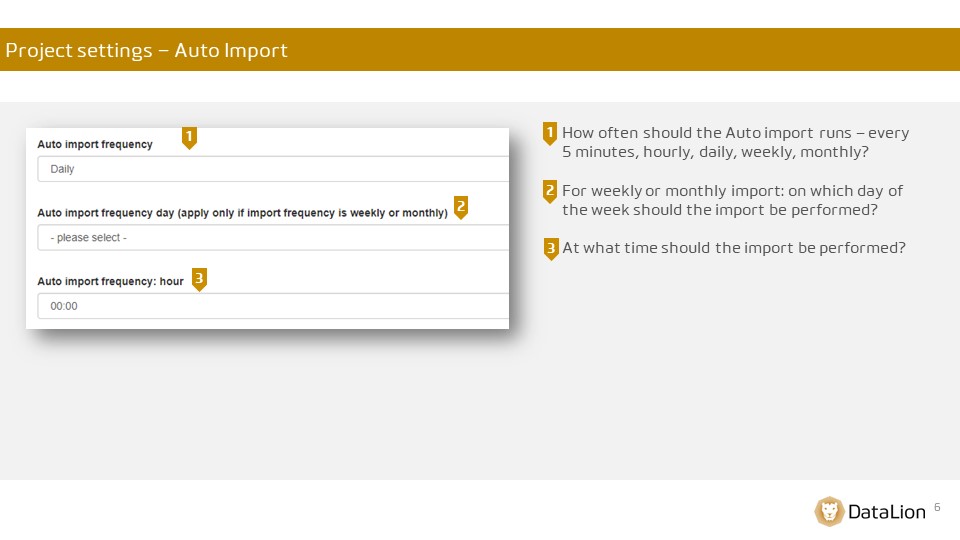 Project settings – Auto Import
1
Auto import frequency
Daily
2
Auto import frequency day (apply only if import frequency is weekly or monthly)
- please select -
3
Auto import frequency: hour
00:00
1 How often should the Auto import runs – every
5 minutes, hourly, daily, weekly, monthly?
2 For weekly or monthly import: on which day of
the week should the import be performed?
3 At what time should the import be performed?
DataLion 6